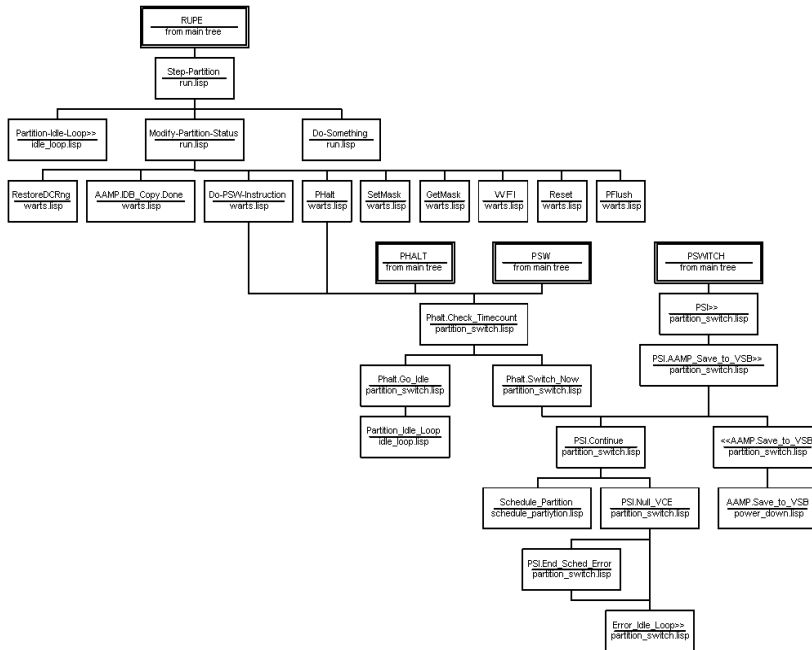 RUPE
from main tree
Step-Partition
run.lisp
Partition-Idle-Loop>>
idle_loop.lisp
Modify-Partition-Status
run.lisp
Do-Something
run.lisp
RestoreDCRng
warts.lisp
AAMP.IDB_Copy.Done
warts.lisp
Do-PSW-Instruction
warts.lisp
PHalt
warts.lisp
SetMask
warts.lisp
GetMask
warts.lisp
WFI
warts.lisp
Reset
warts.lisp
PFlush
warts.lisp
PHALT
from main tree
PSW
from main tree
PSWITCH
from main tree
PSI>>
partition_switch.lisp
Phalt.Check_Timecount
partition_switch.lisp
PSI.AAMP_Save_to_VSB>>
partition_switch.lisp
Phalt.Go_Idle
partition_switch.lisp
Phalt.Switch_Now
partition_switch.lisp
Partition_Idle_Loop
idle_loop.lisp
PSI.Continue
partition_switch.lisp
<<AAMP.Save_to_VSB
partition_switch.lisp
Schedule_Partition
schedule_partiytion.lisp
PSI.Null_VCE
partition_switch.lisp
AAMP.Save_to_VSB
power_down.lisp
PSI.End_Sched_Error
partition_switch.lisp
Error_Idle_Loop>>
partition_switch.lisp